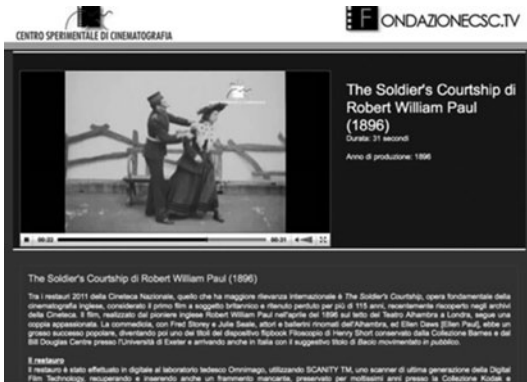 CENTRO SPERIMENTALE DI CINEMATOGRAFIA
FONDAZIONECSC.TV
The Soldier's Courtship di
Robert William Paul
(1896)
Durata: 31 secondi
Anno di produzione: 1896
00:22
00:31
The Soldier's Courtship di Robert William Paul (1896)
Tra i restauri 2011 della Cineteca Nazionale, quello che ha maggiore rilevanza internazionale è The Soldier's Courtship, opera fondamentale della
cinematografia inglese, considerato il primo film a soggetto britannico e ritenuto perduto per più di 115 anni, recentemente riscoperto negli archivi
della Cineteca. Il film, realizzato dal pioniere inglese Robert William Paul nell'aprile del 1896 sul tetto del Teatro Alhambra a Londra, segue una
coppia appassionata. La commediola, con Fred Storey e Julie Seale, attori e ballerini rinomati dell'Alhambra, ed Ellen Daws [Ellen Paul], ebbe un
grosso successo popolare, diventando poi uno dei titoli del dispositivo flipbook Filoscopio di Henry Short conservato dalla Collezione Barnes e dal
Bill Douglas Centre presso l'Università di Exeter e arrivando anche in Italia con il suggestivo titolo di Bacio movimentato in pubblico.
Il restauro
Il restauro è stato effettuato in digitale al laboratorio tedesco Omnimago, utilizzando SCANITY TM, uno scanner di ultima generazione della Digital
Film Technology, recuperando e inserendo anche un frammento mancante, preservato per moltissimi anni presso la Collezione Kodak e